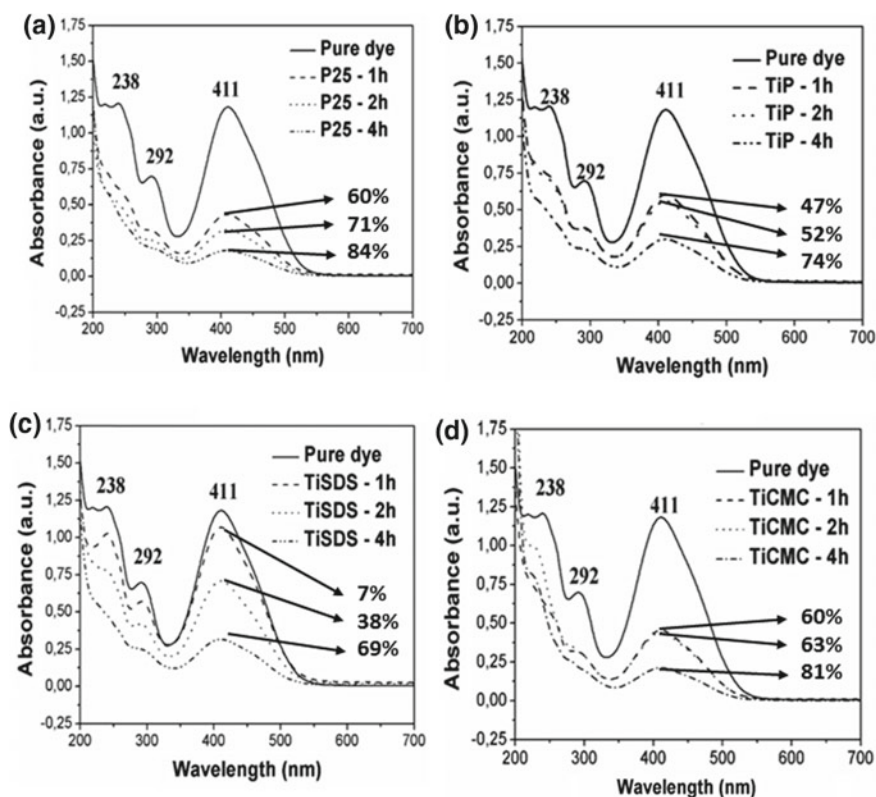 (a)
1,75
1,50
1,25
1,00
0,75
0,50
0,25
0,00
-0,25
Absorbance (a.u.)
238
292
411
Pure dye
P25 - 1h
P25 - 2h
P25 - 4h
60%
71%
84%
200 300 400 500 600 700
Wavelength (nm)
(b)
1,75
1,50
1,25
1,00
0,75
0,50
0,25
0,00
-0,25
Absorbance (a.u.)
238
292
411
Pure dye
TiP - 1h
TiP - 2h
TiP - 4h
47%
52%
74%
200 300 400 500 600 700
Wavelength (nm)
(c)
1,75
1,50
1,25
1,00
0,75
0,50
0,25
0,00
-0,25
Absorbance (a.u.)
238
292
411
Pure dye
TiSDS - 1h
TiSDS - 2h
TiSDS - 4h
7%
38%
69%
200 300 400 500 600 700
Wavelength (nm)
(d)
1,75
1,50
1,25
1,00
0,75
0,50
0,25
0,00
-0,25
Absorbance (a.u.)
238
292
411
Pure dye
TiCMC - 1h
TiCMC - 2h
TiCMC - 4h
60%
63%
81%
200 300 400 500 600 700
Wavelength (nm)